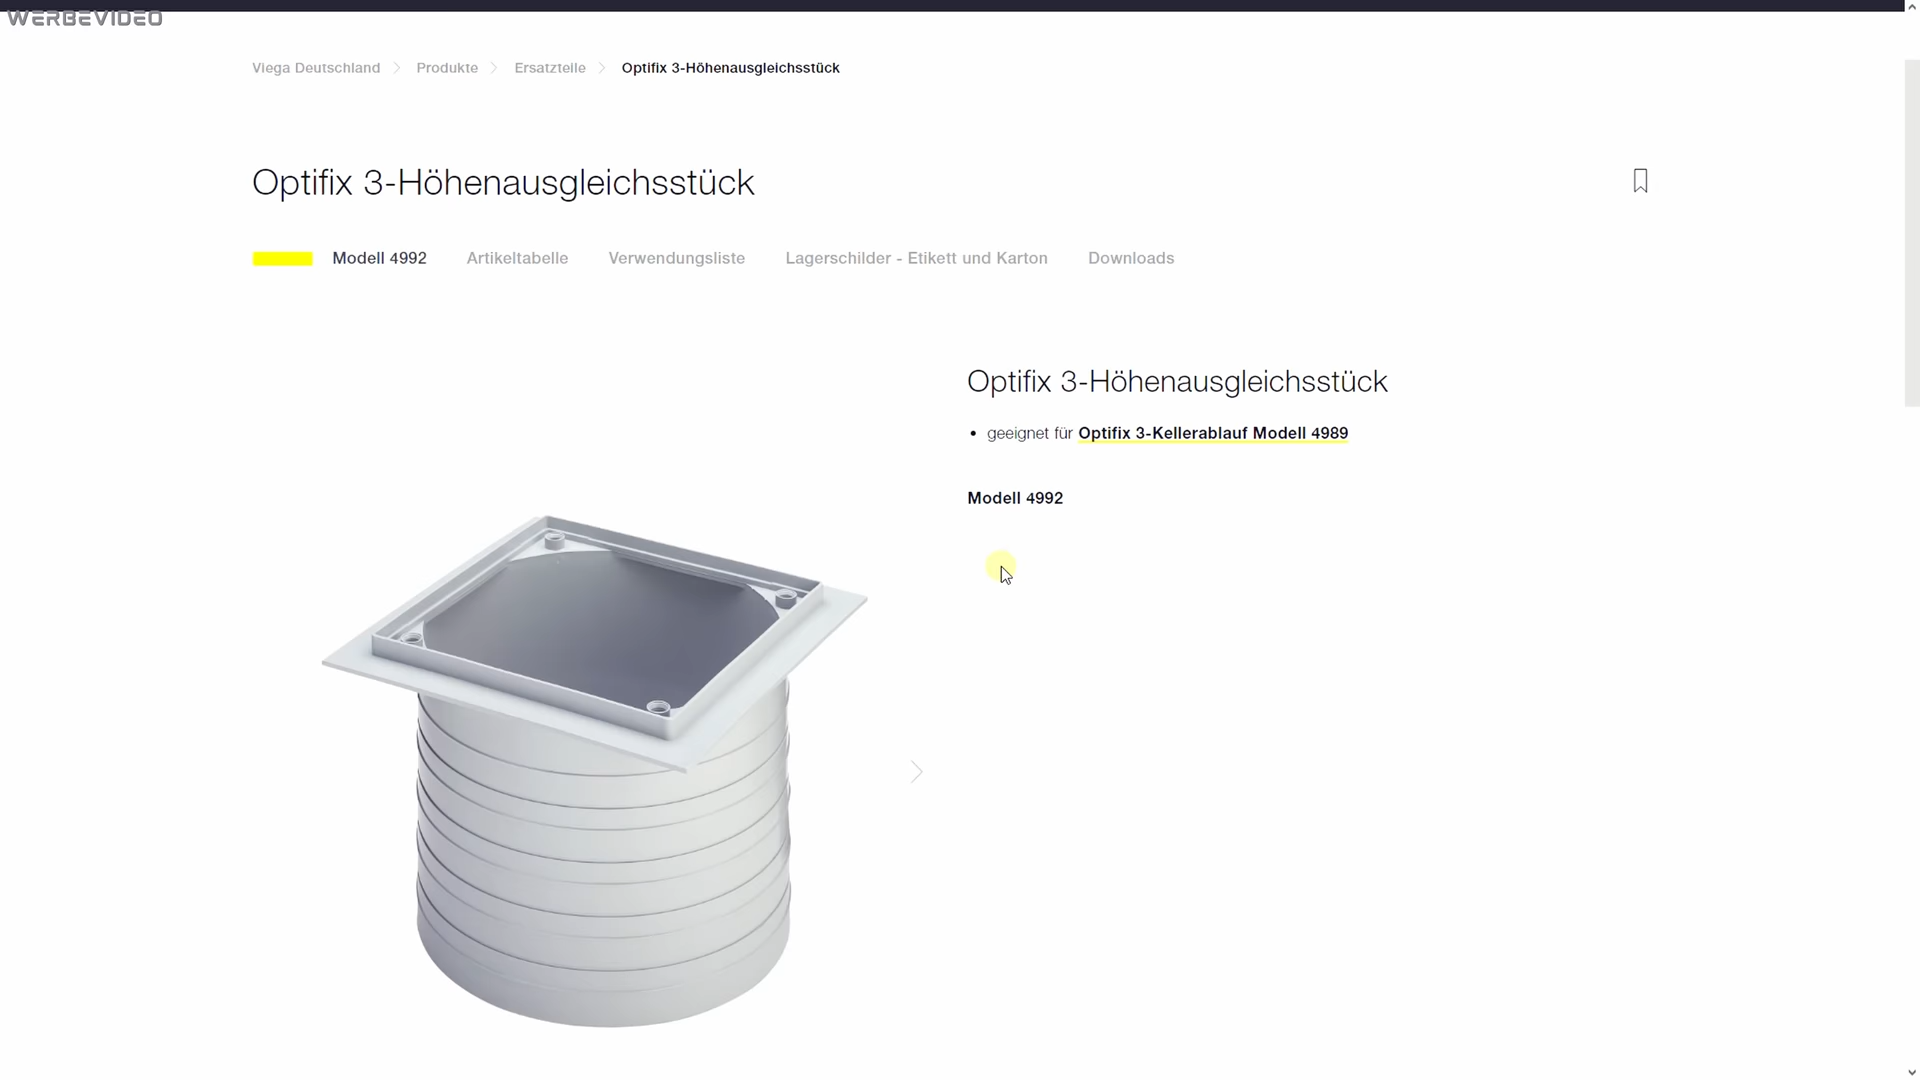 WERBEVIDEO
Viega Deutschland > Produkte > Ersatzteile > Optifix 3-Höhenausgleichsstück
Optifix 3-Höhenausgleichsstück
Modell 4992 Artikeltabelle Verwendungsliste Lagerschilder - Etikett und Karton Downloads
Optifix 3-Höhenausgleichsstück
• geeignet für Optifix 3-Kellerablauf Modell 4989
Modell 4992